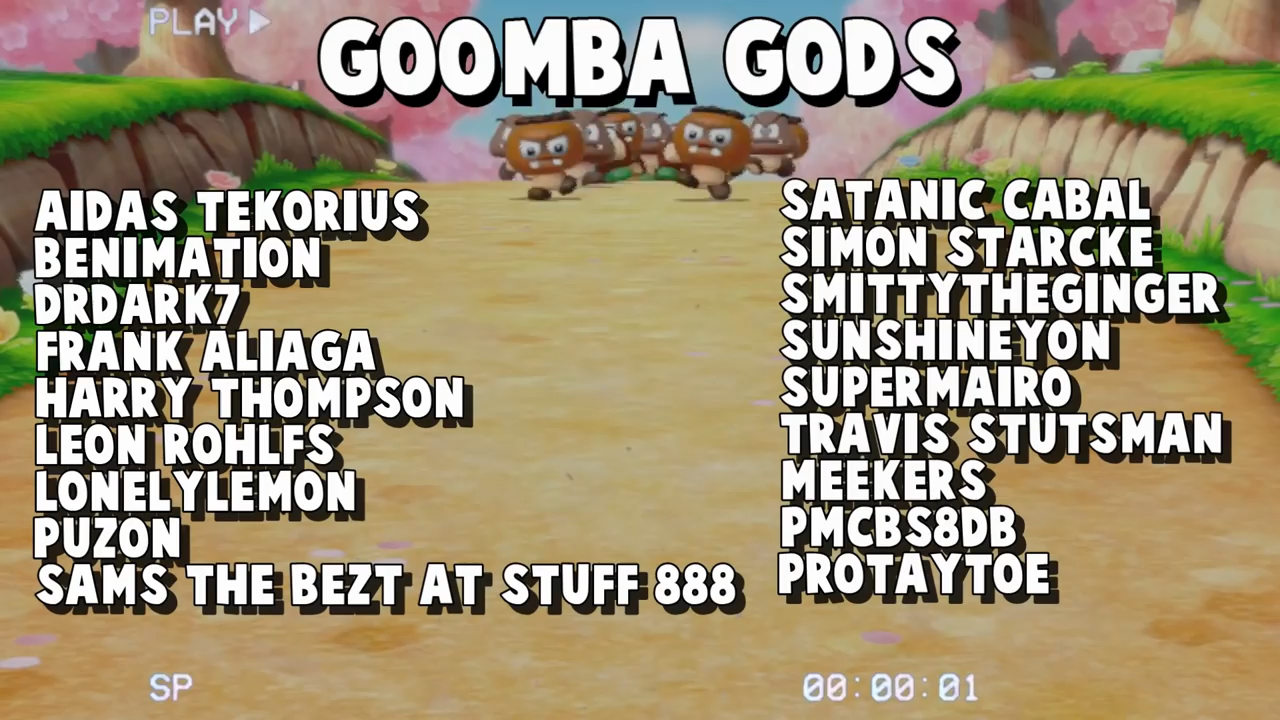 PLAY
GOOMBA GODS
AIDAS TEKORIUS
BENIMATION
DRDARK7
FRANK ALIAGA
HARRY THOMPSON
LEON ROHLFS
LONELYLEMON
PUZON
SAMS THE BEZT AT STUFF 888
SATANIC CABAL
SIMON STARCKE
SMITTYTHEGINGER
SUNSHINEYON
SUPERMAIRO
TRAVIS STUTSMAN
MEEKERS
PMCBS8DB
PROTAYTOE
SP
00:00:01